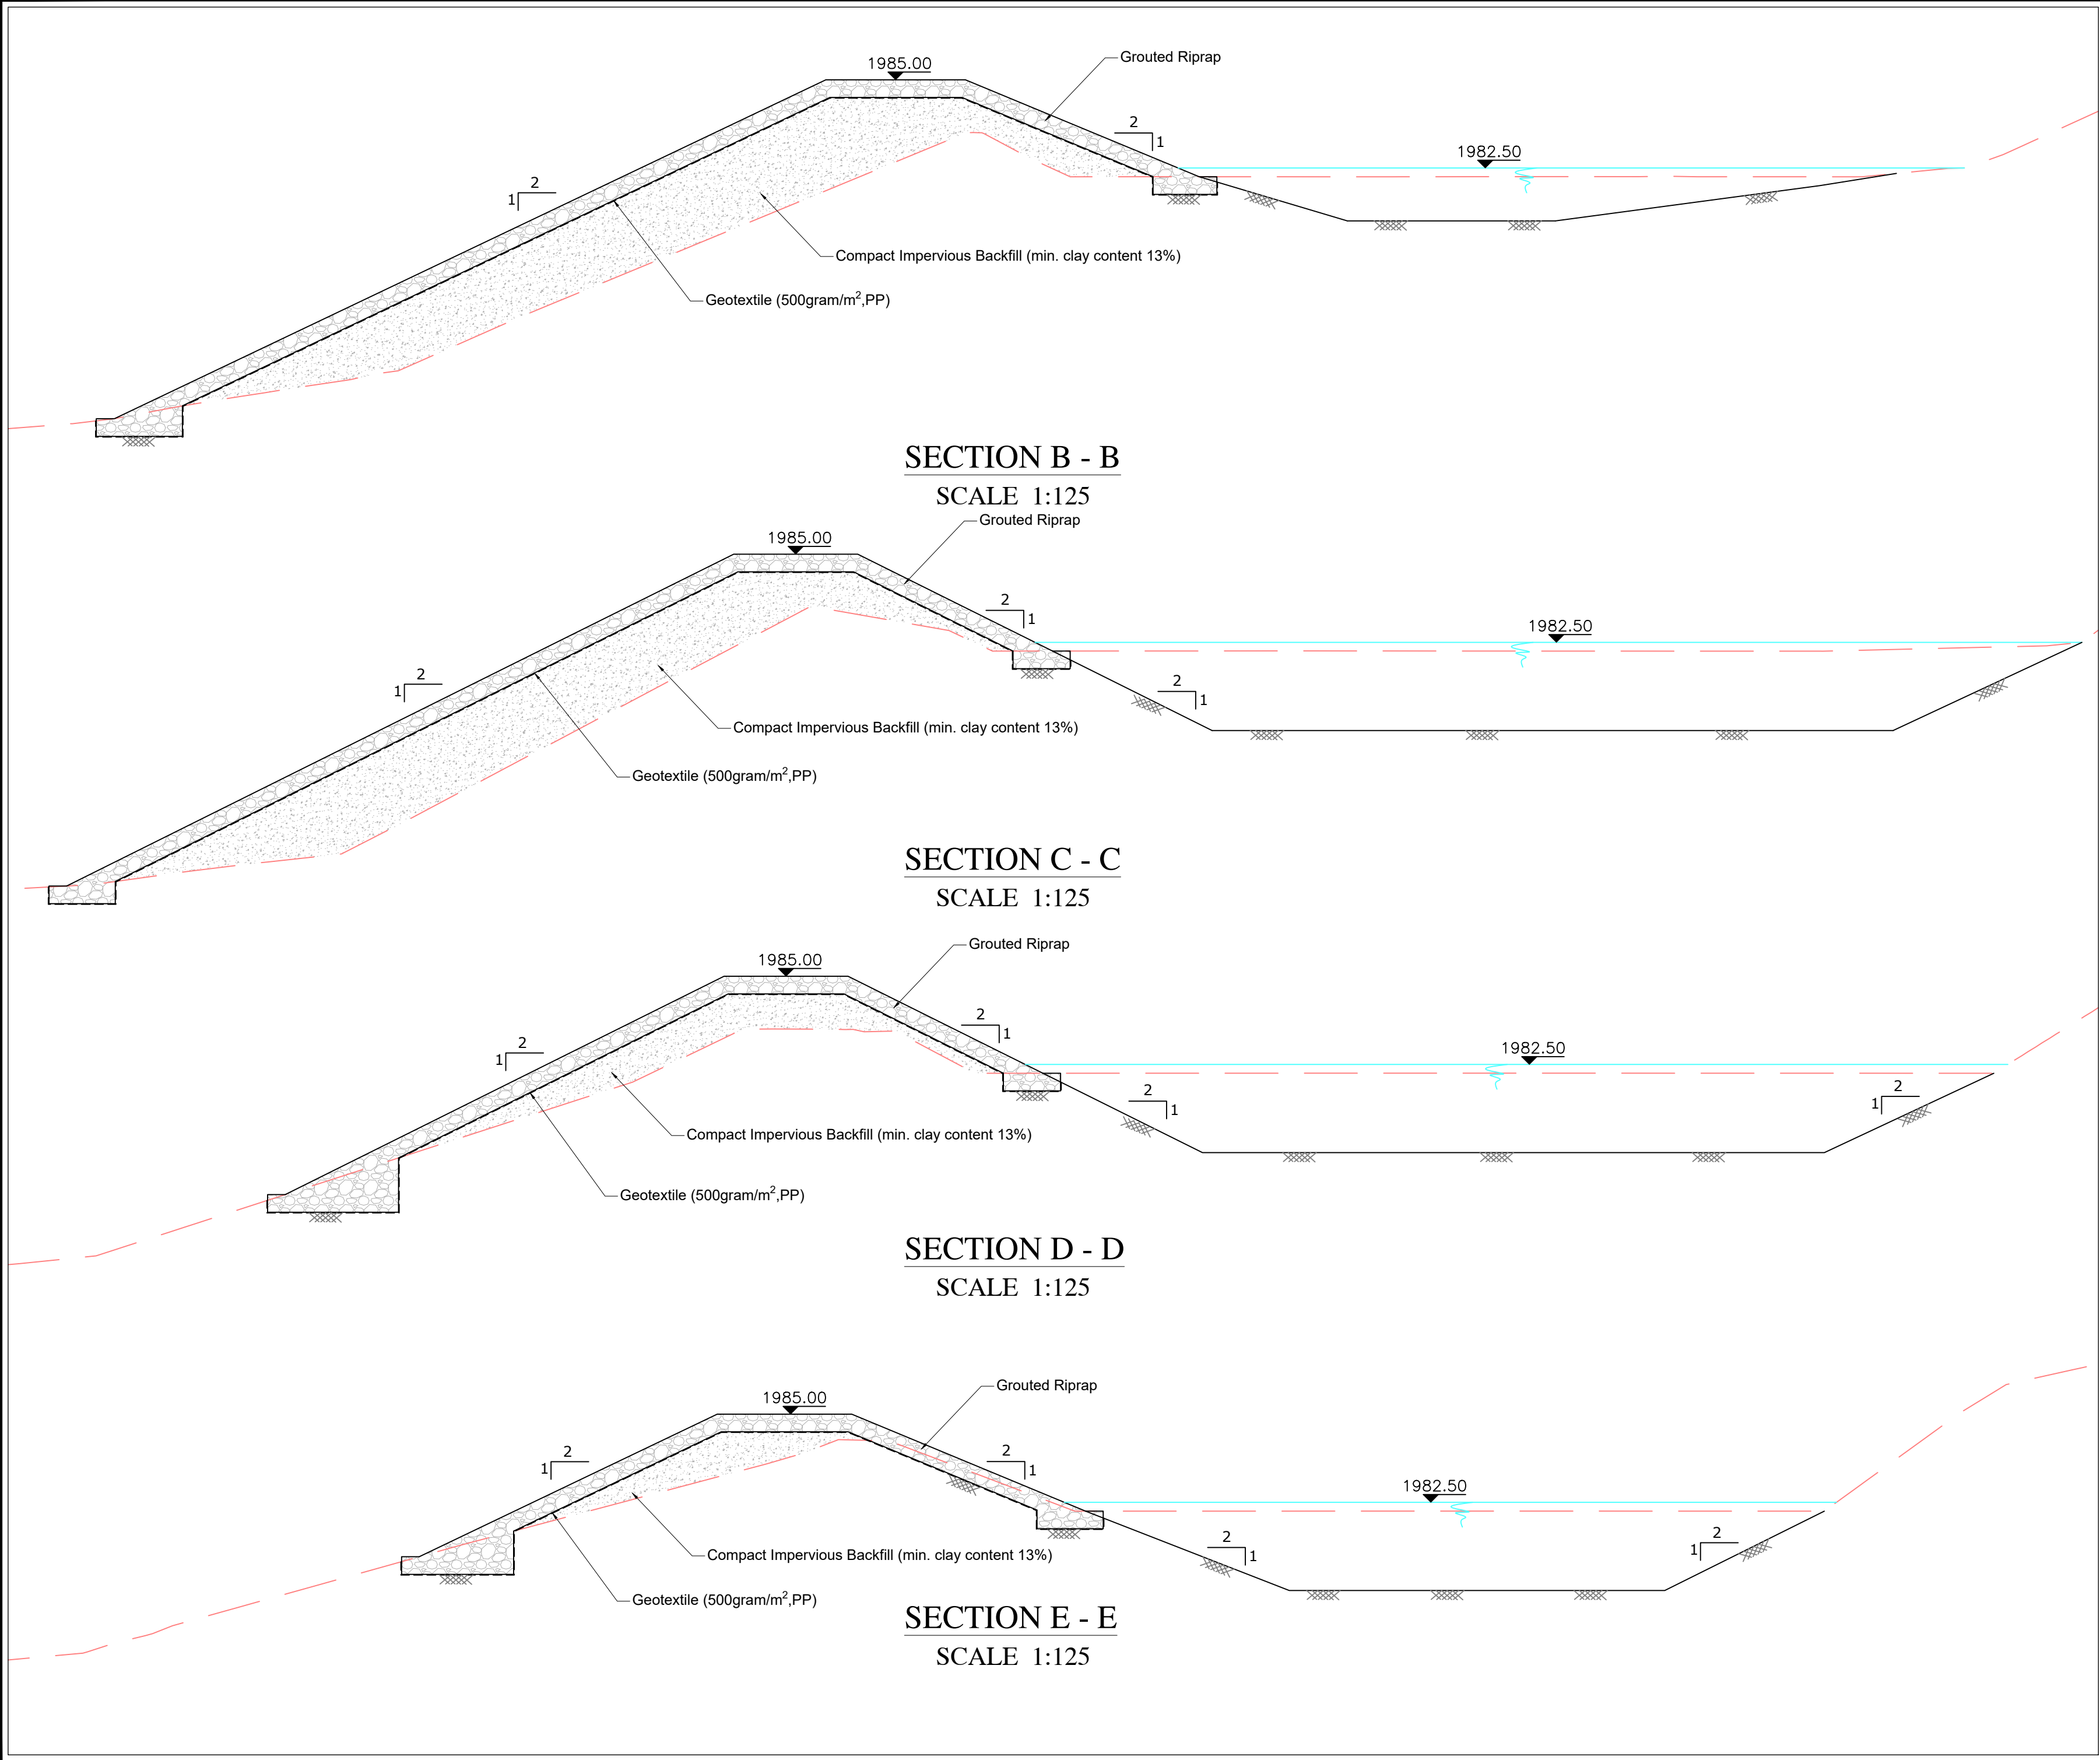 1985.00
Grouted Riprap
2
1
1982.50
2
1
Compact Impervious Backfill (min. clay content 13%)
Geotextile (500gram/m²,PP)
SECTION B - B
SCALE 1:125
Grouted Riprap
1985.00
2
1
1982.50
2
1
2
1
Compact Impervious Backfill (min. clay content 13%)
Geotextile (500gram/m²,PP)
SECTION C - C
SCALE 1:125
Grouted Riprap
1985.00
2
1
2
1
1982.50
2
1
2
1
Compact Impervious Backfill (min. clay content 13%)
Geotextile (500gram/m²,PP)
SECTION D - D
SCALE 1:125
Grouted Riprap
1985.00
2
1
2
1
1982.50
2
1
2
1
Compact Impervious Backfill (min. clay content 13%)
Geotextile (500gram/m²,PP)
SECTION E - E
SCALE 1:125